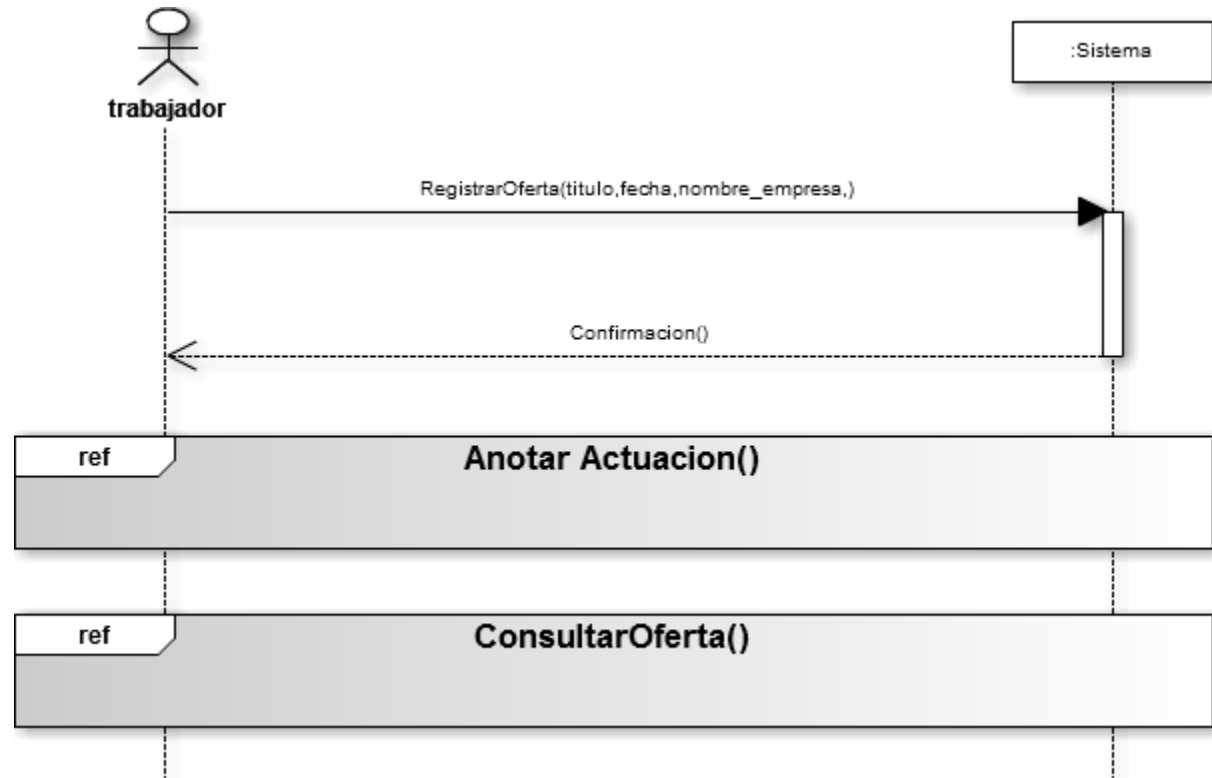 trabajador
:Sistema
RegistrarOferta(titulo,fecha,nombre_empresa,)
Confirmacion()
ref
Anotar Actuacion()
ref
ConsultarOferta()